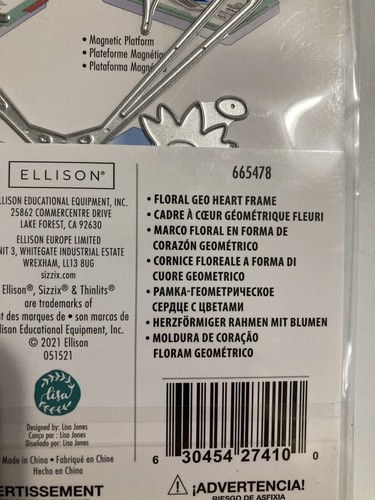 • Magnetic Platform
• Plateforme Magnétiq
• Plataforma Magn
ELLISON®
ELLISON EDUCATIONAL EQUIPMENT, INC.
25862 COMMERCENTRE DRIVE
LAKE FOREST, CA 92630
ELLISON EUROPE LIMITED
NIT 3, WHITEGATE INDUSTRIAL ESTATE
WREXHAM, LL13 8UG
sizzix.com
Ellison®, Sizzix® & Thinlits®
are trademarks of
nt des marques de • son marcas de
lison Educational Equipment, Inc.
© 2021 Ellison
051521
lisa
Designed by: Lisa Jones
Conçu par : Lisa Jones
Diseñado por: Lisa Jones
Made in China • Fabriqué en Chine
Hecho en China
665478
• FLORAL GEO HEART FRAME
• CADRE À CŒUR GÉOMÉTRIQUE FLEURI
• MARCO FLORAL EN FORMA DE
CORAZÓN GEOMÉTRICO
• CORNICE FLOREALE A FORMA DI
CUORE GEOMETRICO
• РАМКА-ГЕОМЕТРИЧЕСКОЕ
СЕРДЦЕ С ЦВЕТАМИ
• HERZFÖRMIGER RAHMEN MIT BLUMEN
• MOLDURA DE CORAÇÃO
FLORAM GEOMÉTRICO
6 30454 27410 0
ERTISSEMENT
¡ADVERTENCIA!
RIESGO DE ASFIXIA